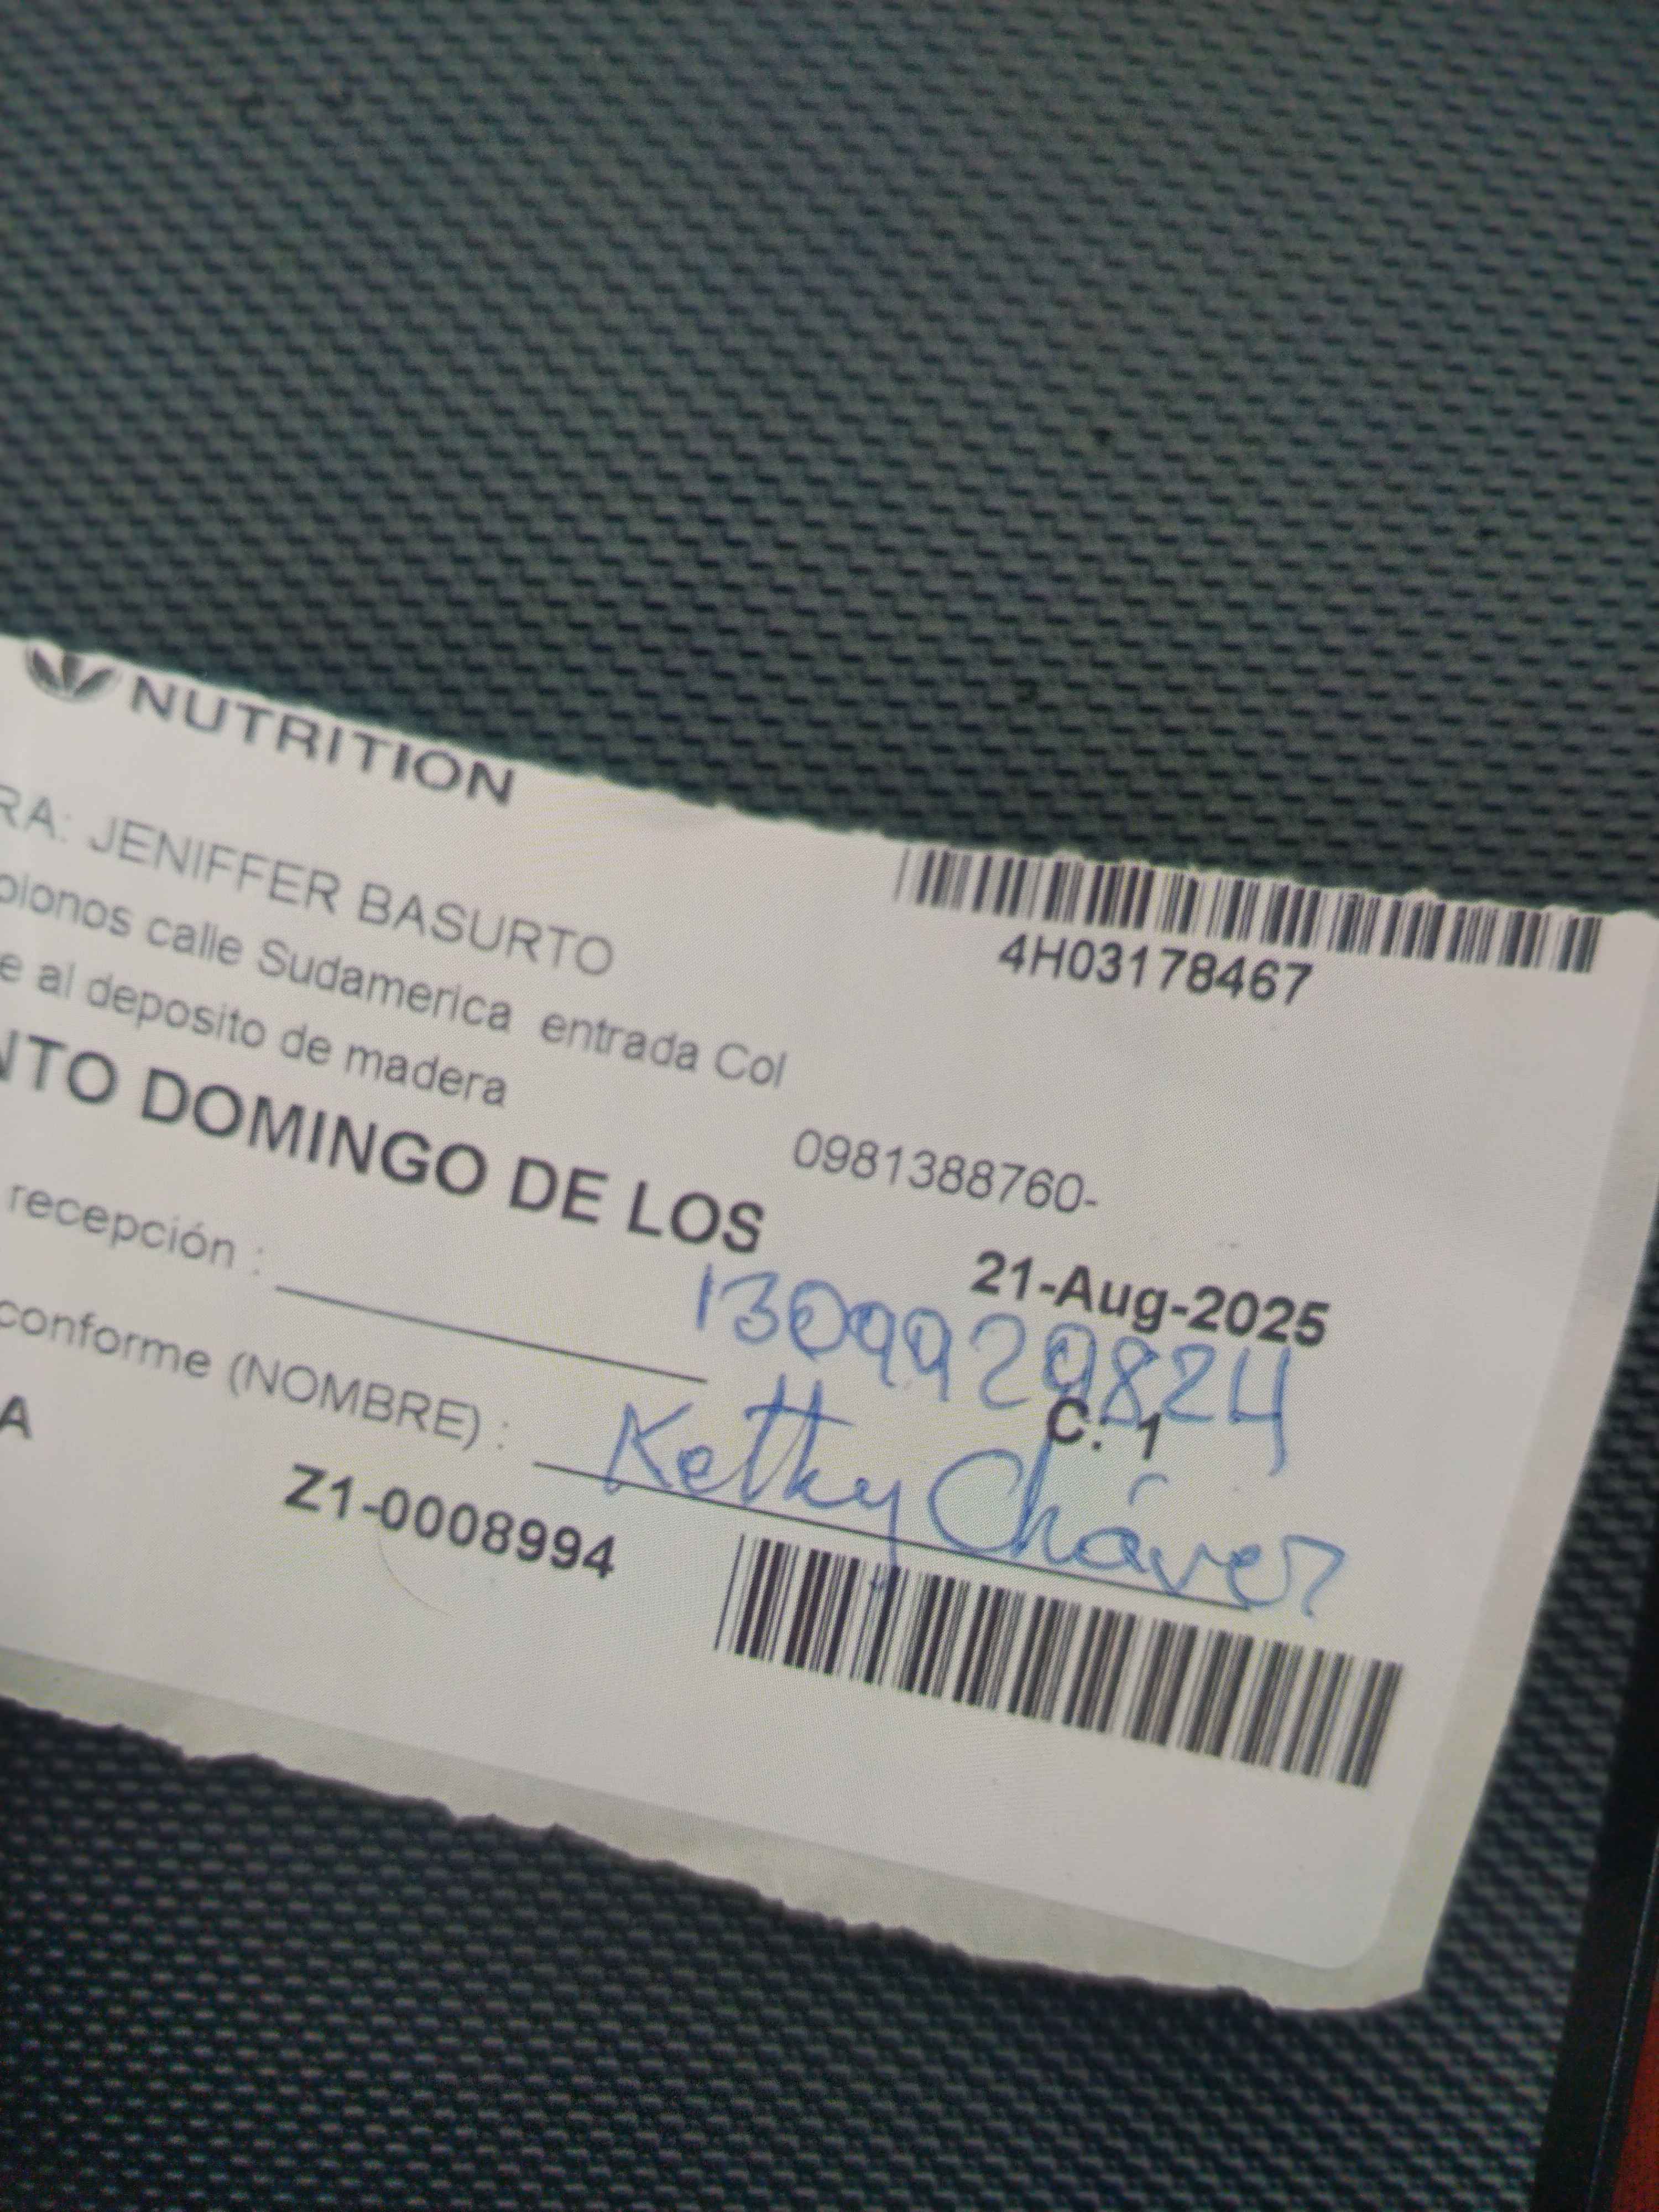 NUTRITION
RA: JENIFFER BASURTO
4H03178467
pionos calle Sudamerica entrada Col
e al deposito de madera
0981388760-
NTO DOMINGO DE LOS
21-Aug-2025
recepción :
1309929824
C: 1
conforme (NOMBRE) : Ketky Chávez
A
Z1-0008994